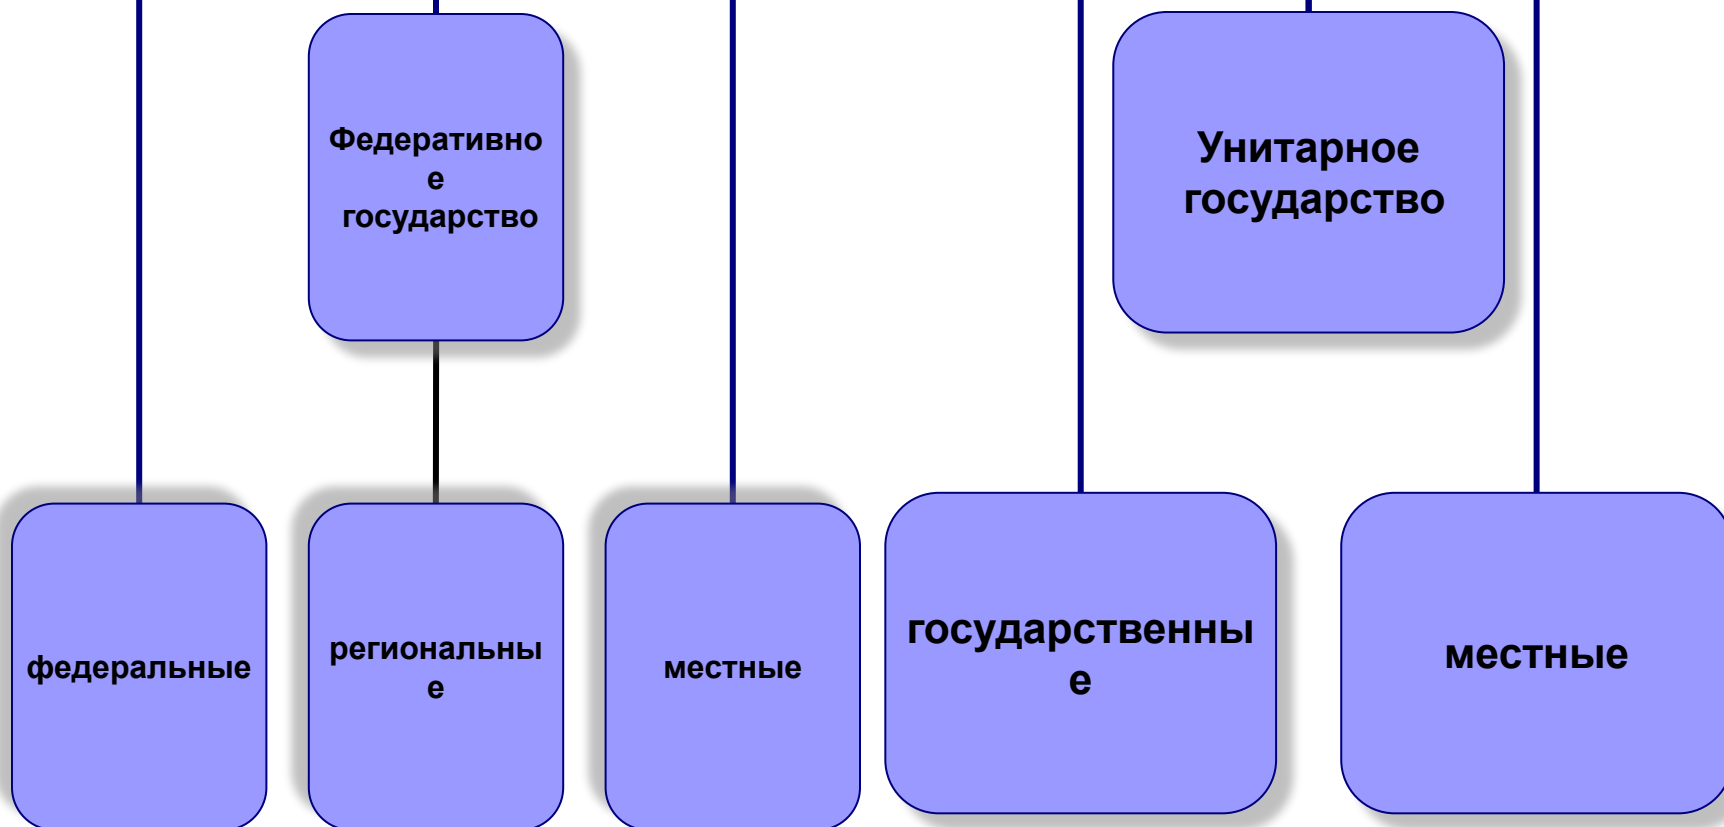 Федеративно
е
государство
Унитарное
государство
федеральные
региональны
е
местные
государственны
е
местные